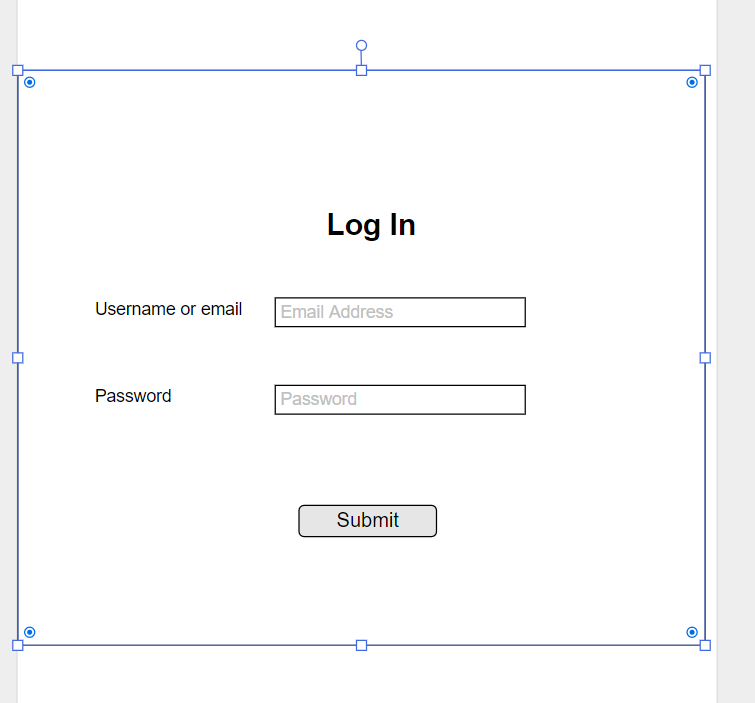 Log In
Username or email
Email Address
Password
Password
Submit